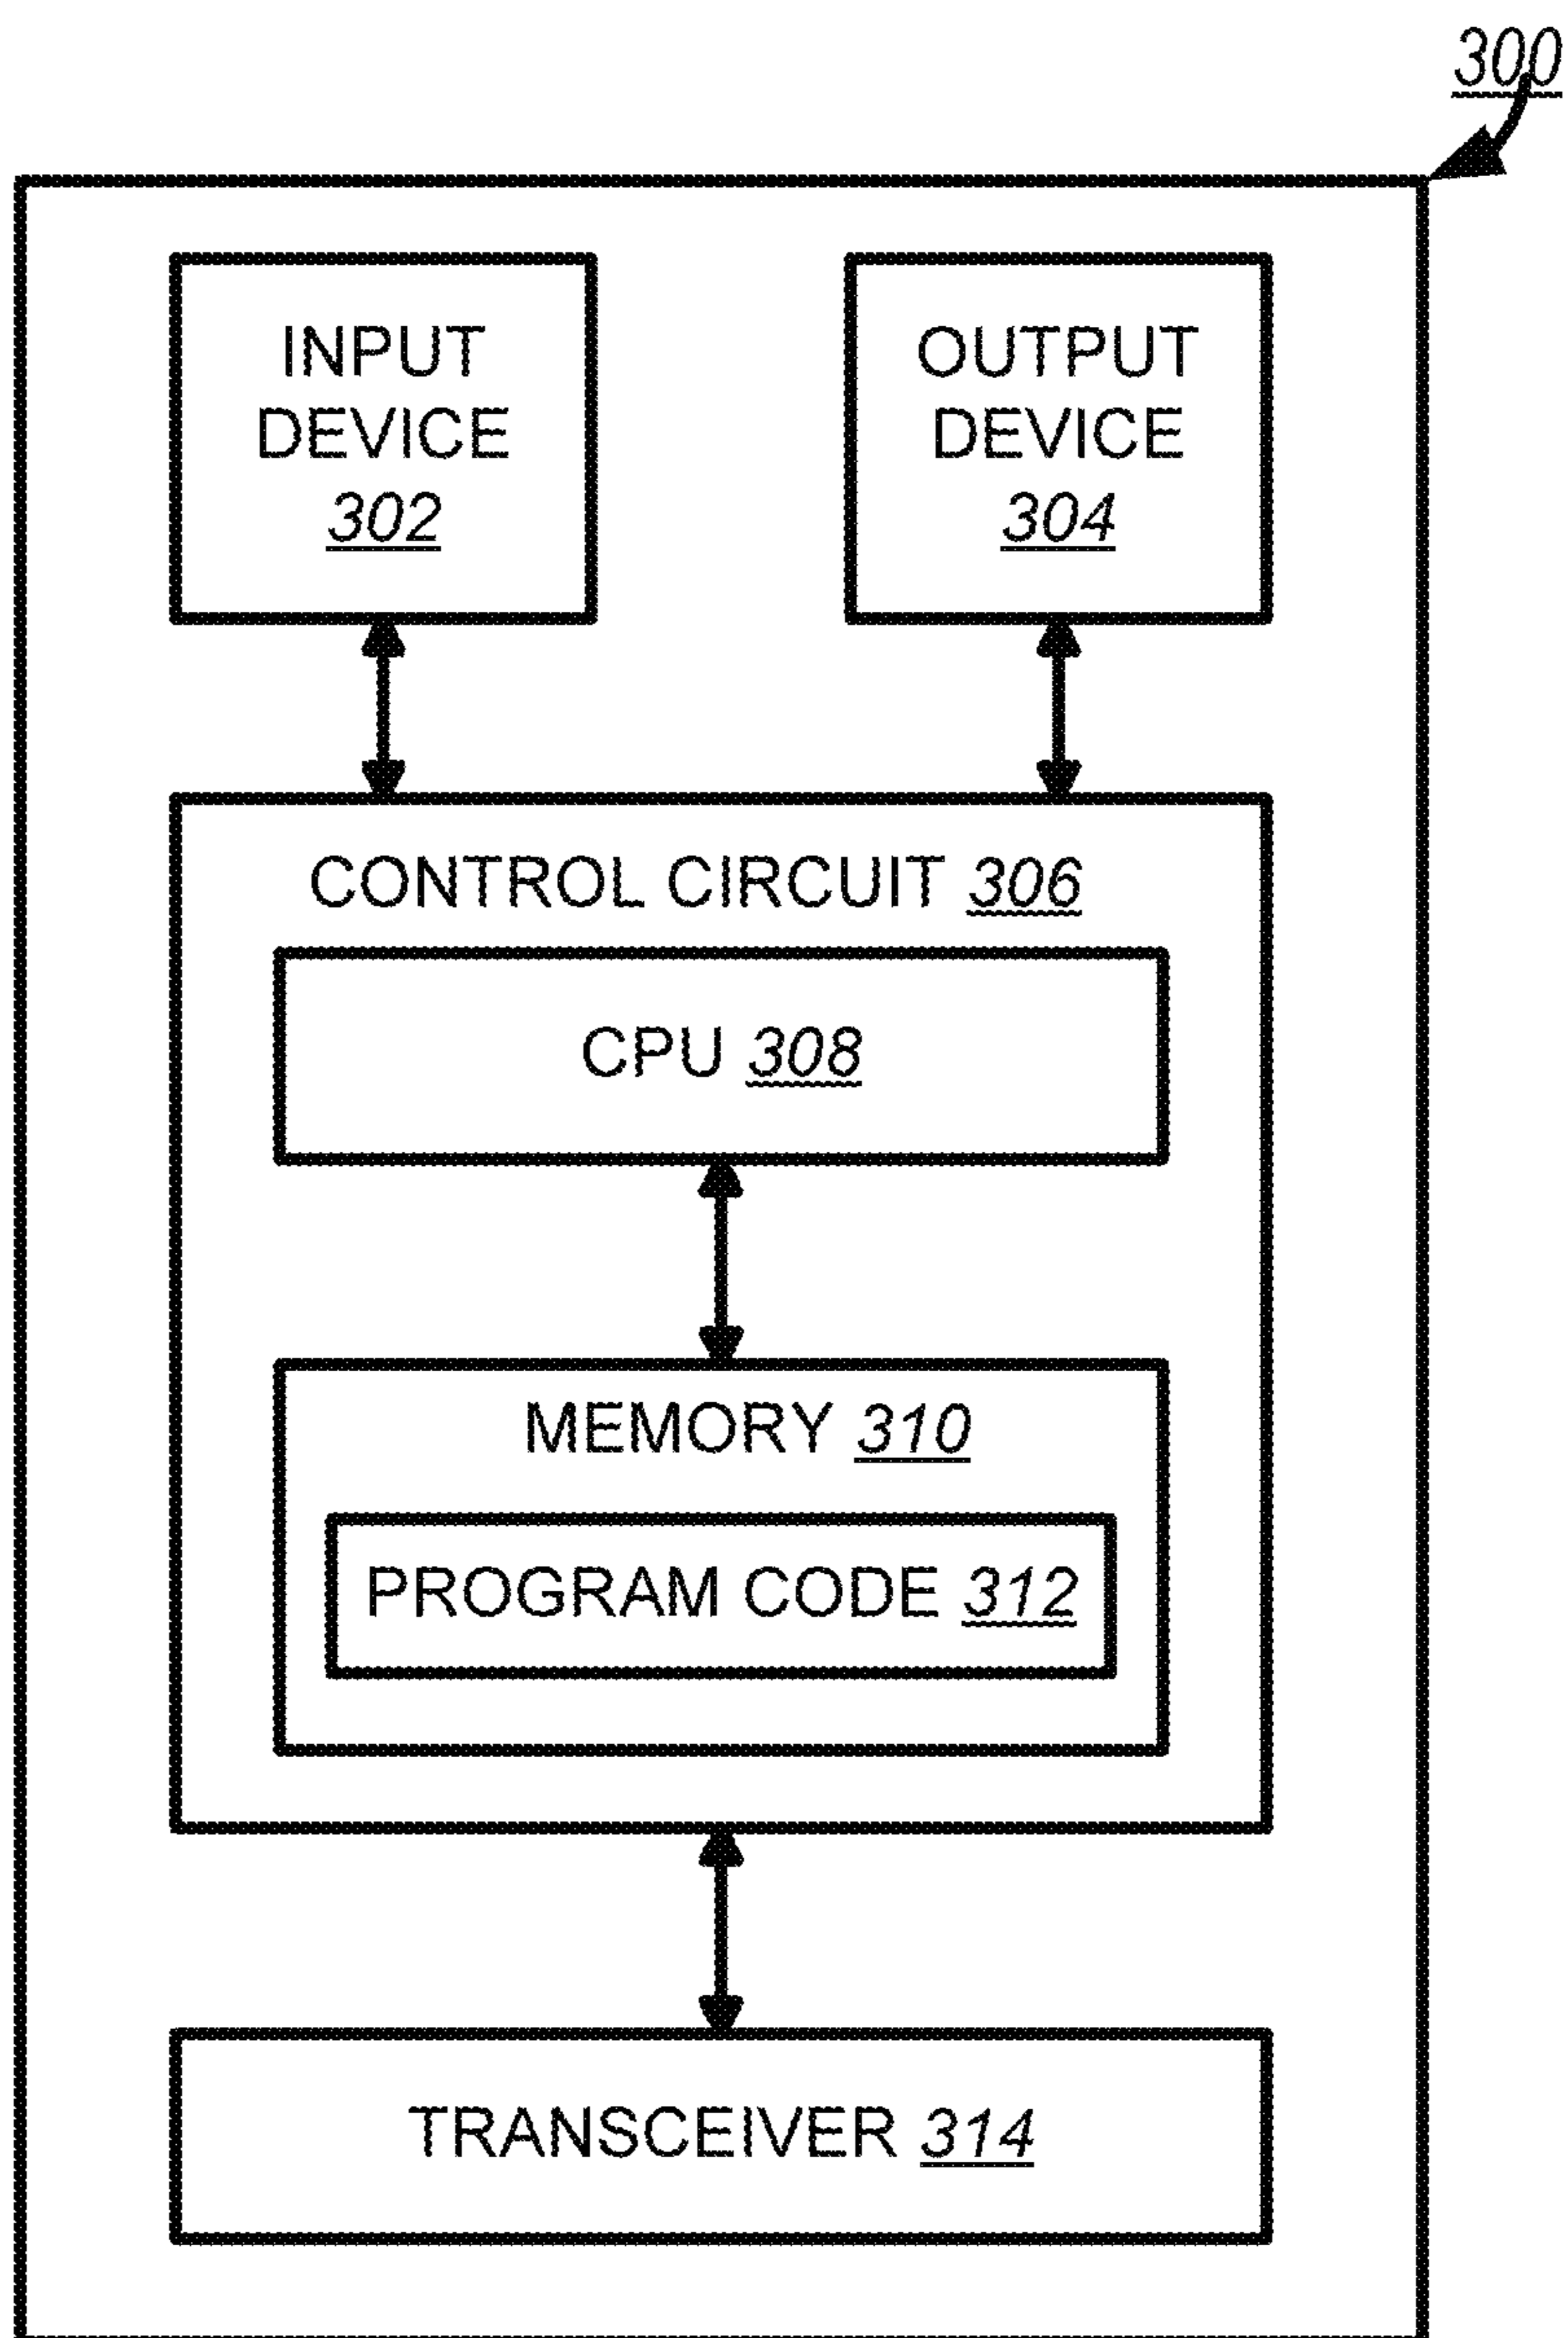 300
INPUT
DEVICE
302
OUTPUT
DEVICE
304
CONTROL CIRCUIT 306
CPU 308
MEMORY 310
PROGRAM CODE 312
TRANSCEIVER 314